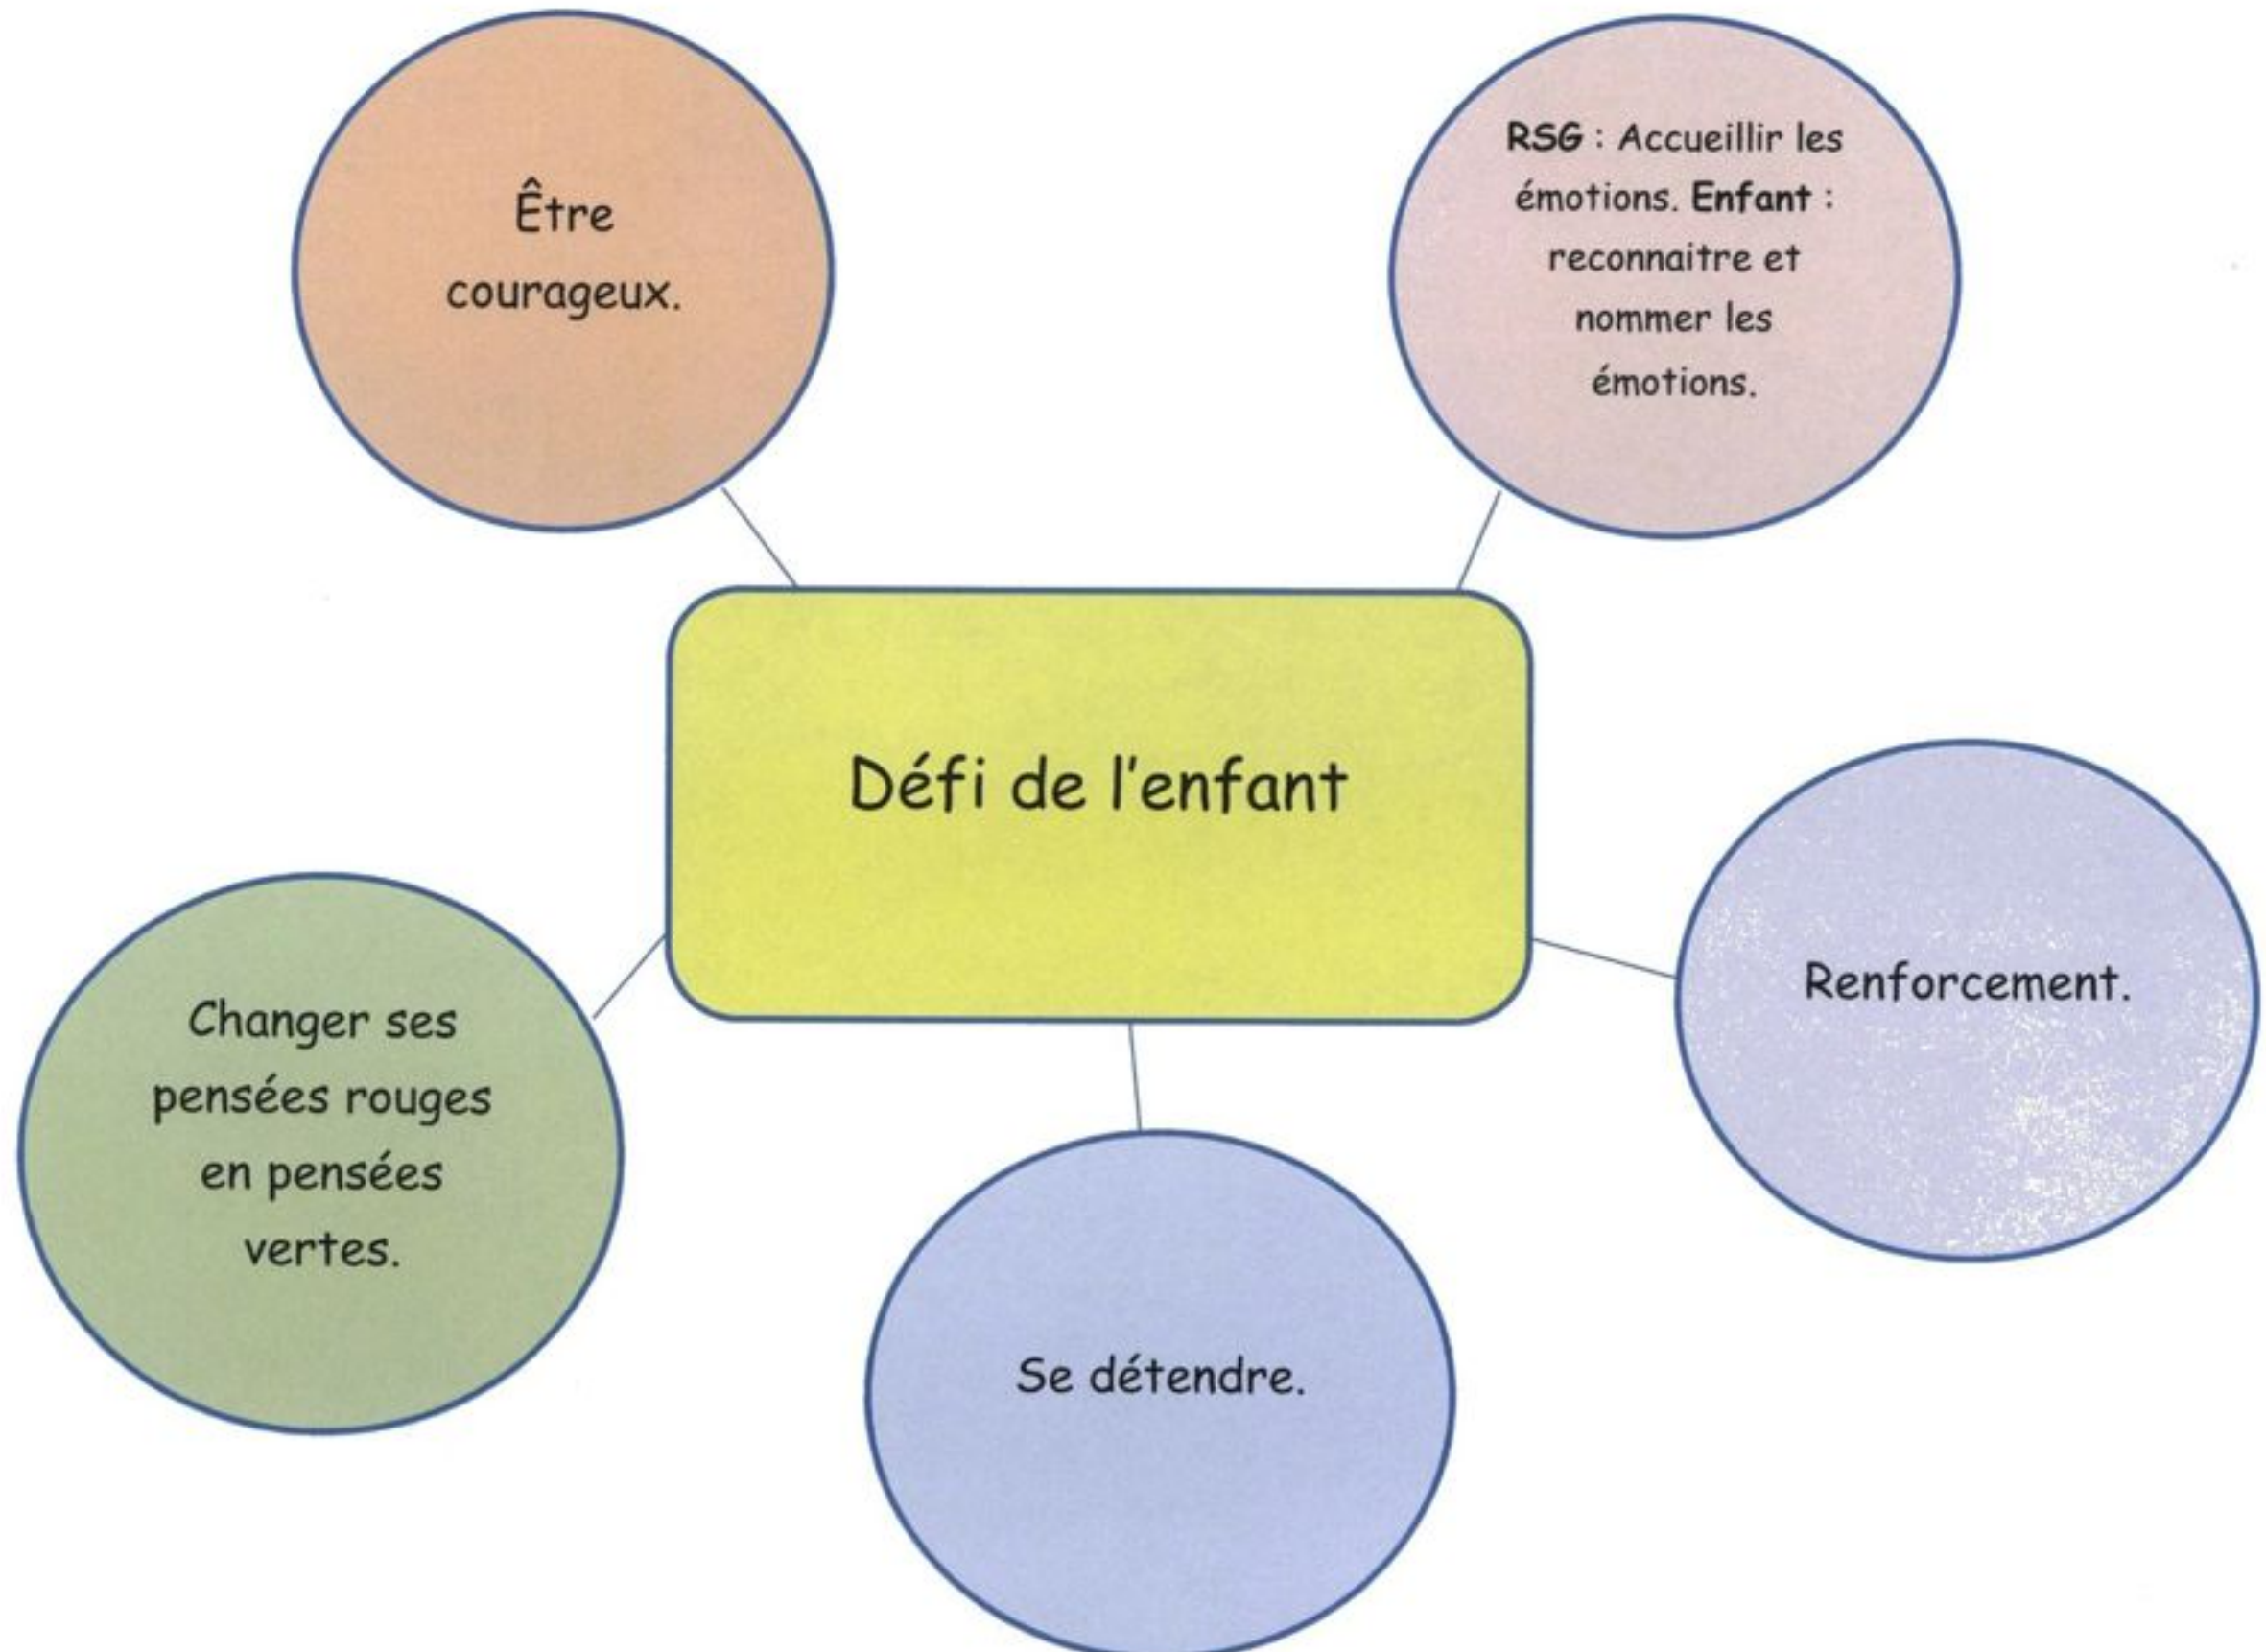 Être
courageux.
RSG : Accueillir les
émotions. Enfant :
reconnaitre et
nommer les
émotions.
Défi de l'enfant
Renforcement.
Changer ses
pensées rouges
en pensées
vertes.
Se détendre.